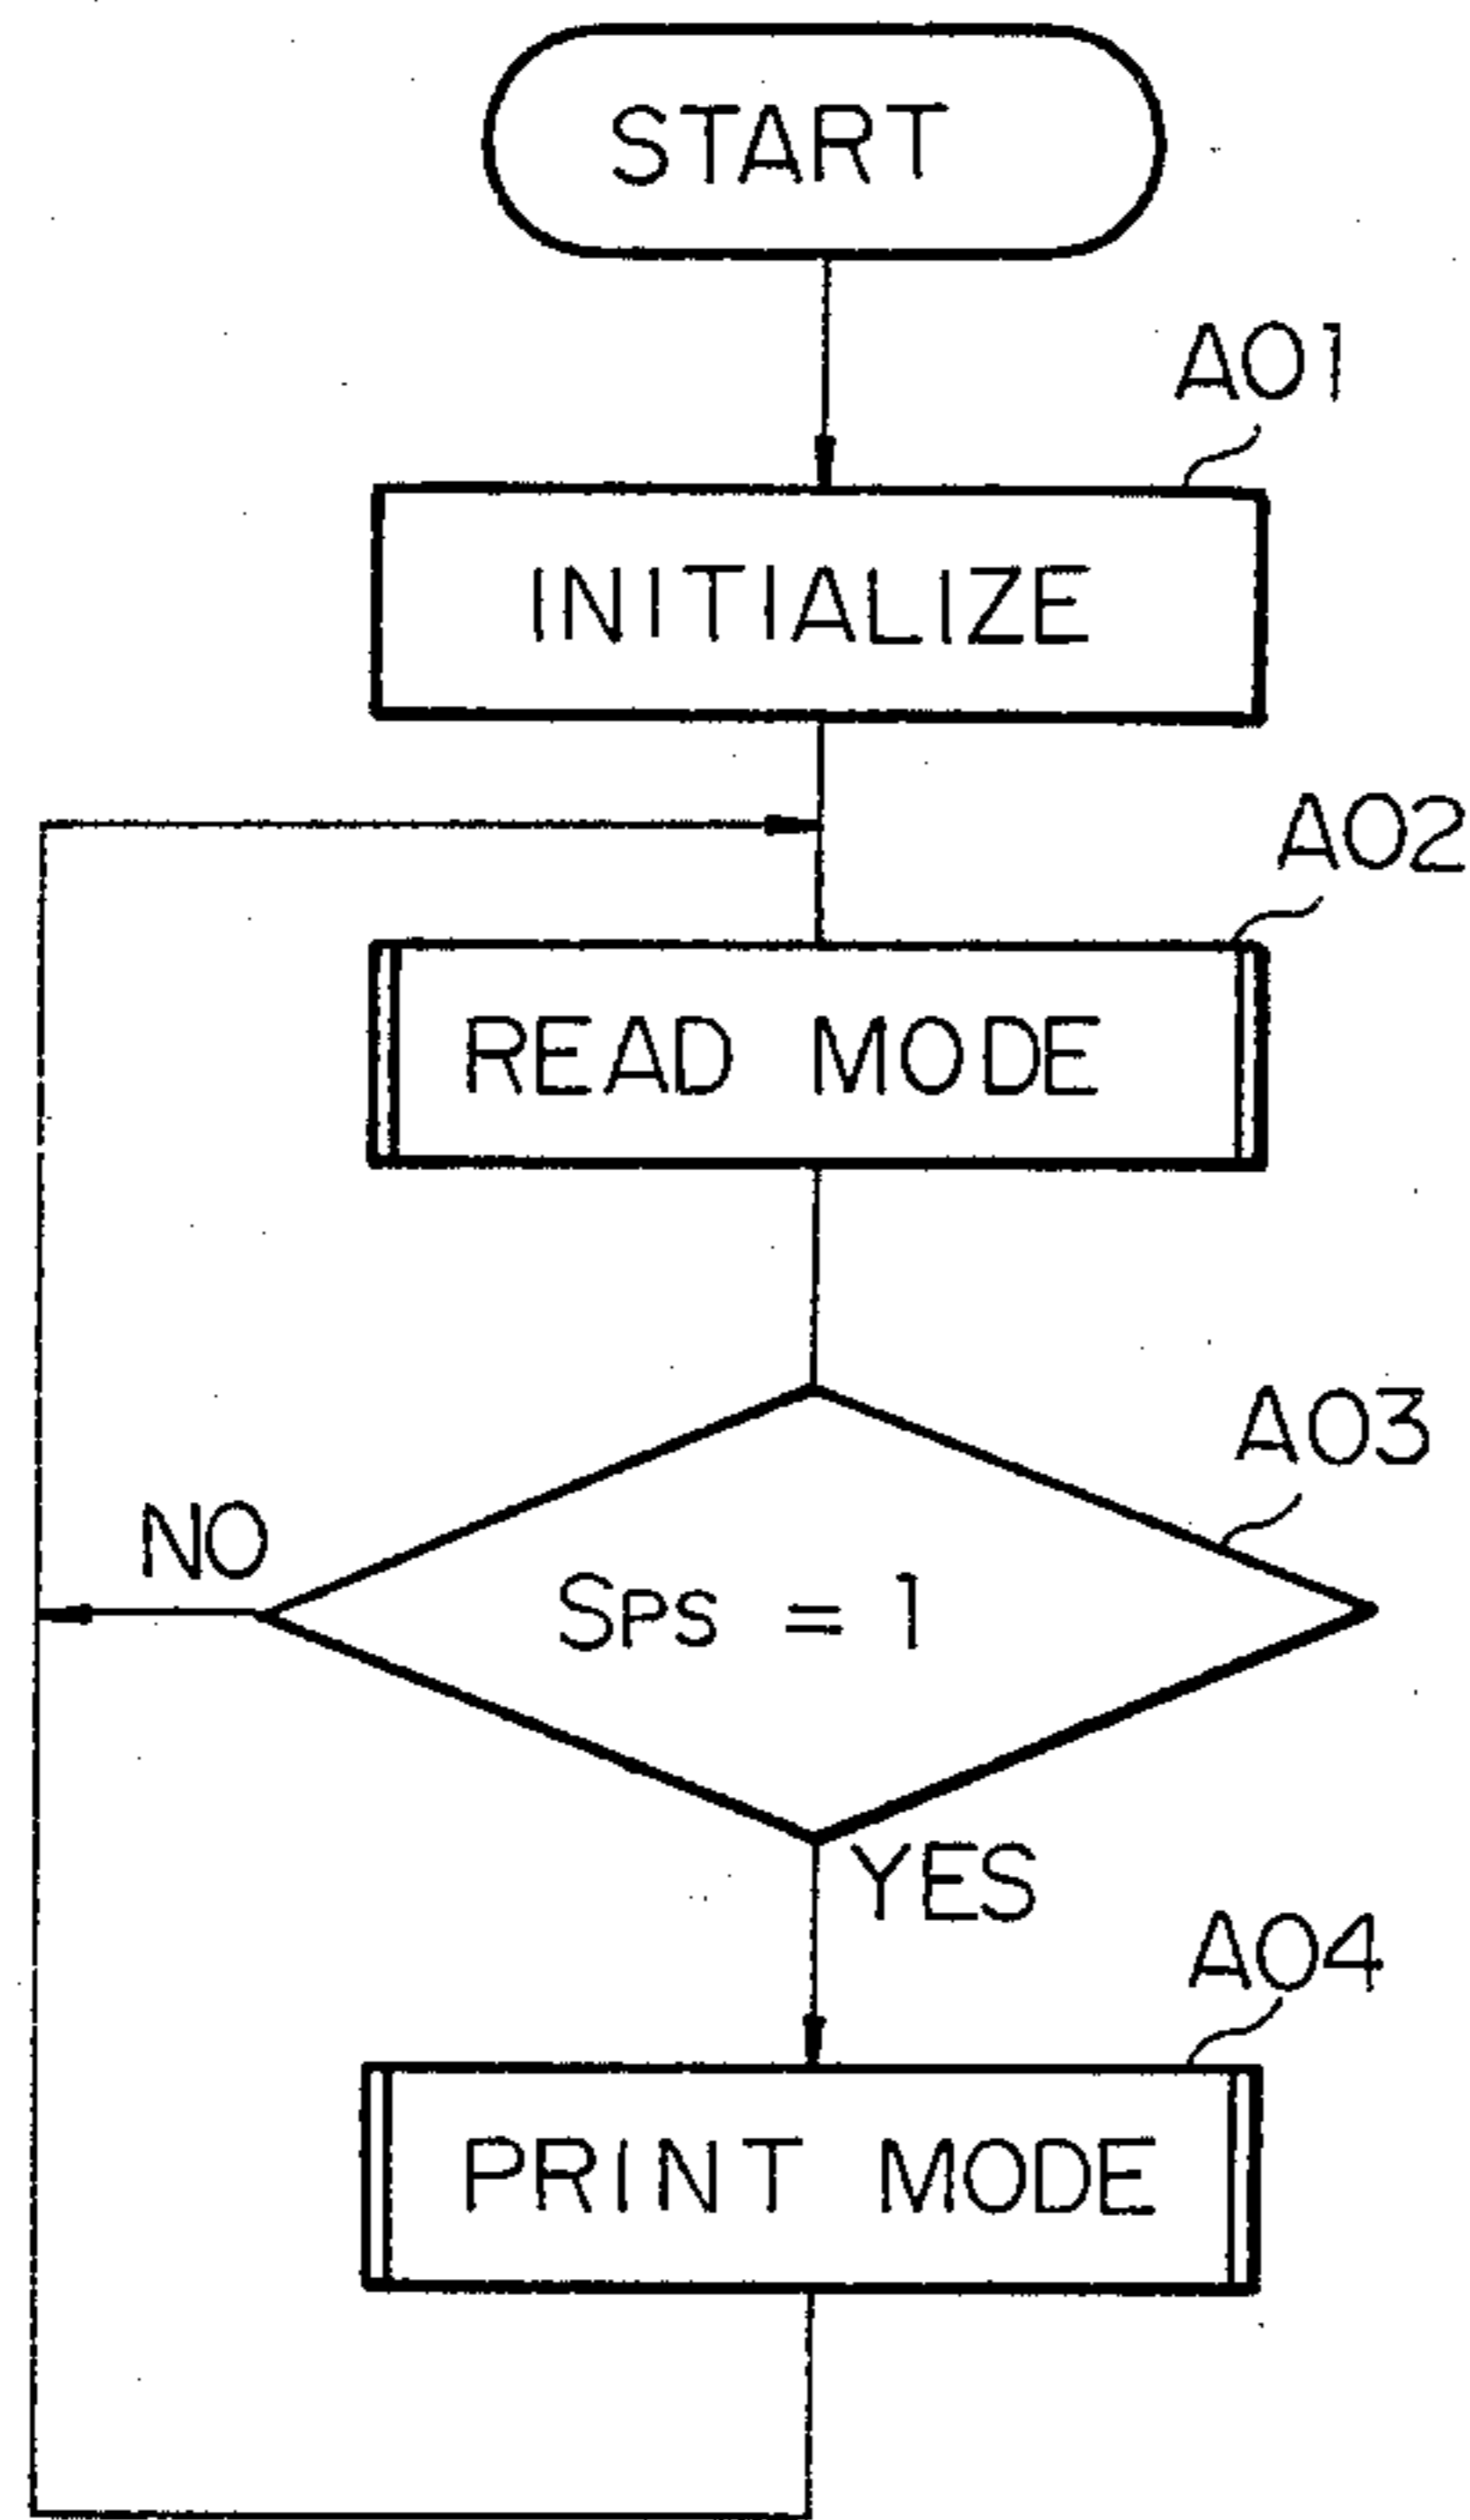 START
A01
INITIALIZE
A02
READ MODE
A03
NO
SPS = 1
YES
A04
PRINT MODE